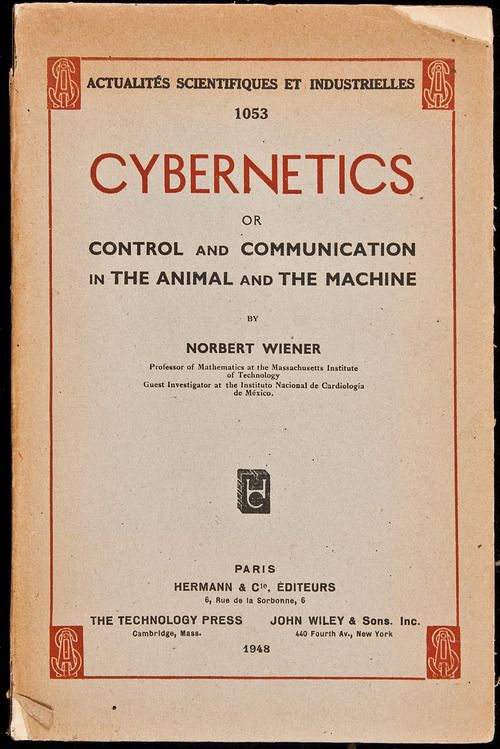 ACTUALITÉS SCIENTIFIQUES ET INDUSTRIELLES
1053
CYBERNETICS
OR
CONTROL AND COMMUNICATION
IN THE ANIMAL AND THE MACHINE
BY
NORBERT WIENER
Professor of Mathematics at the Massachusetts Institute
of Technology
Guest Investigator at the Instituto Nacional de Cardiología
de México.
HC
PARIS
HERMANN & Cie, ÉDITEURS
6, Rue de la Sorbonne, 6
THE TECHNOLOGY PRESS JOHN WILEY & Sons. Inc.
Cambridge, Mass. 440 Fourth Av., New York
1948